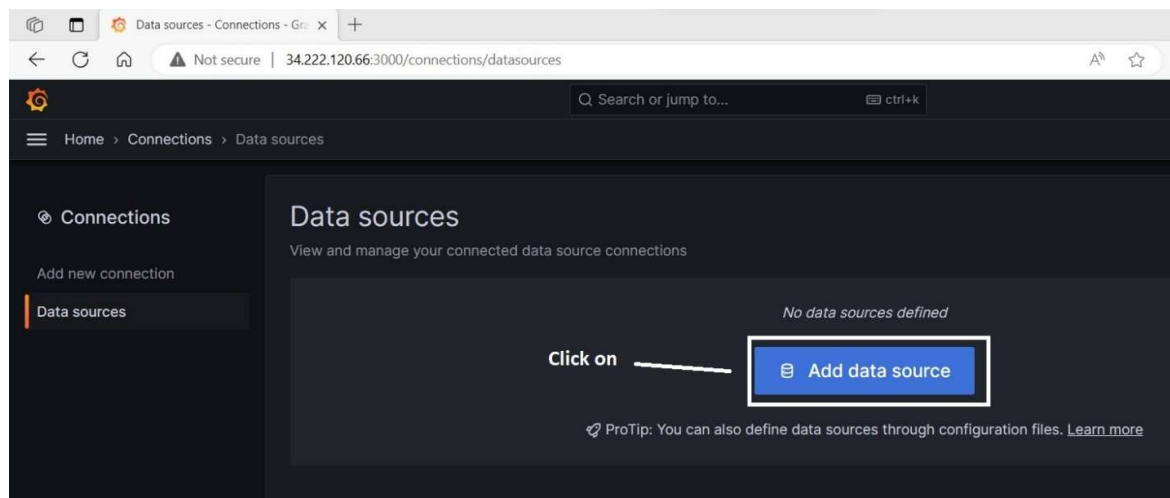 Data sources - Connections - Gra
Not secure | 34.222.120.66:3000/connections/datasources
Search or jump to... ctrl+k
Home › Connections › Data sources
Connections
Add new connection
Data sources
Data sources
View and manage your connected data source connections
No data sources defined
Click on
Add data source
ProTip: You can also define data sources through configuration files. Learn more